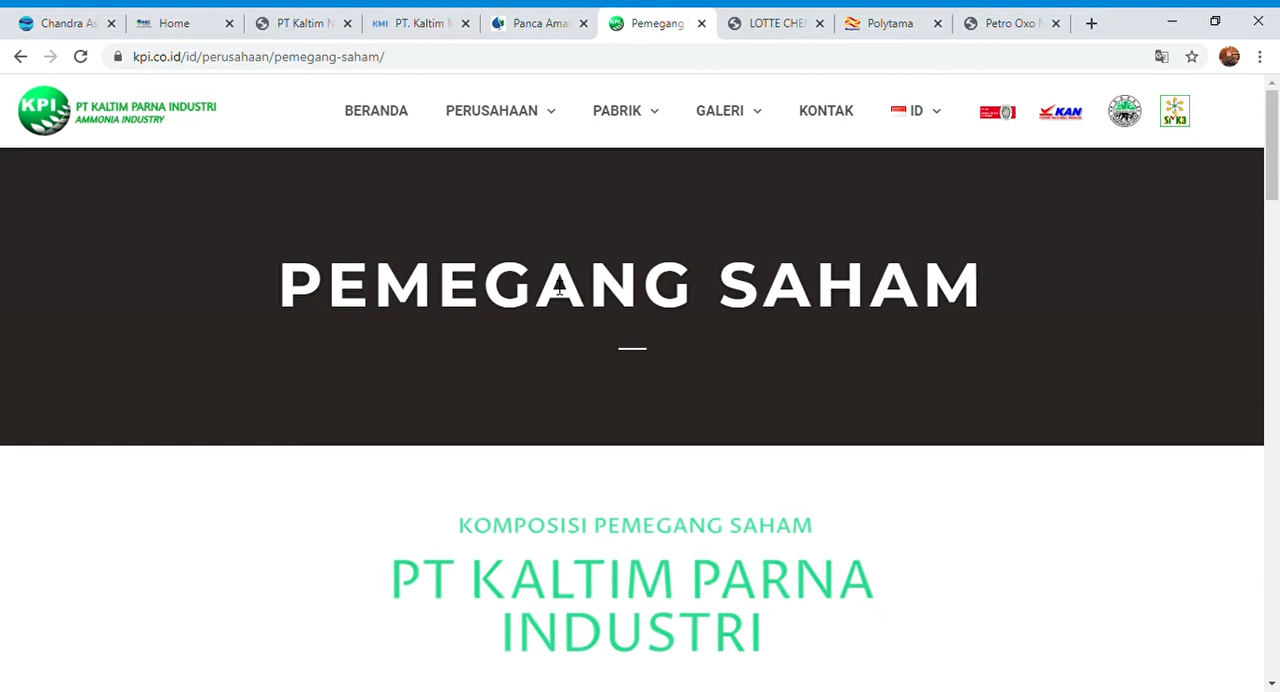 Chandra As
Home
PT Kaltim N
KMI PT. Kaltim M
Panca Amar
Pemegang
LOTTE CHE
Polytama
Petro Oxo
kpi.co.id/id/perusahaan/pemegang-saham/
KPI PT KALTIM PARNA INDUSTRI
AMMONIA INDUSTRY
BERANDA
PERUSAHAAN
PABRIK
GALERI
KONTAK
ID
KAN
SMK3
PEMEGANG SAHAM
KOMPOSISI PEMEGANG SAHAM
PT KALTIM PARNA
INDUSTRI